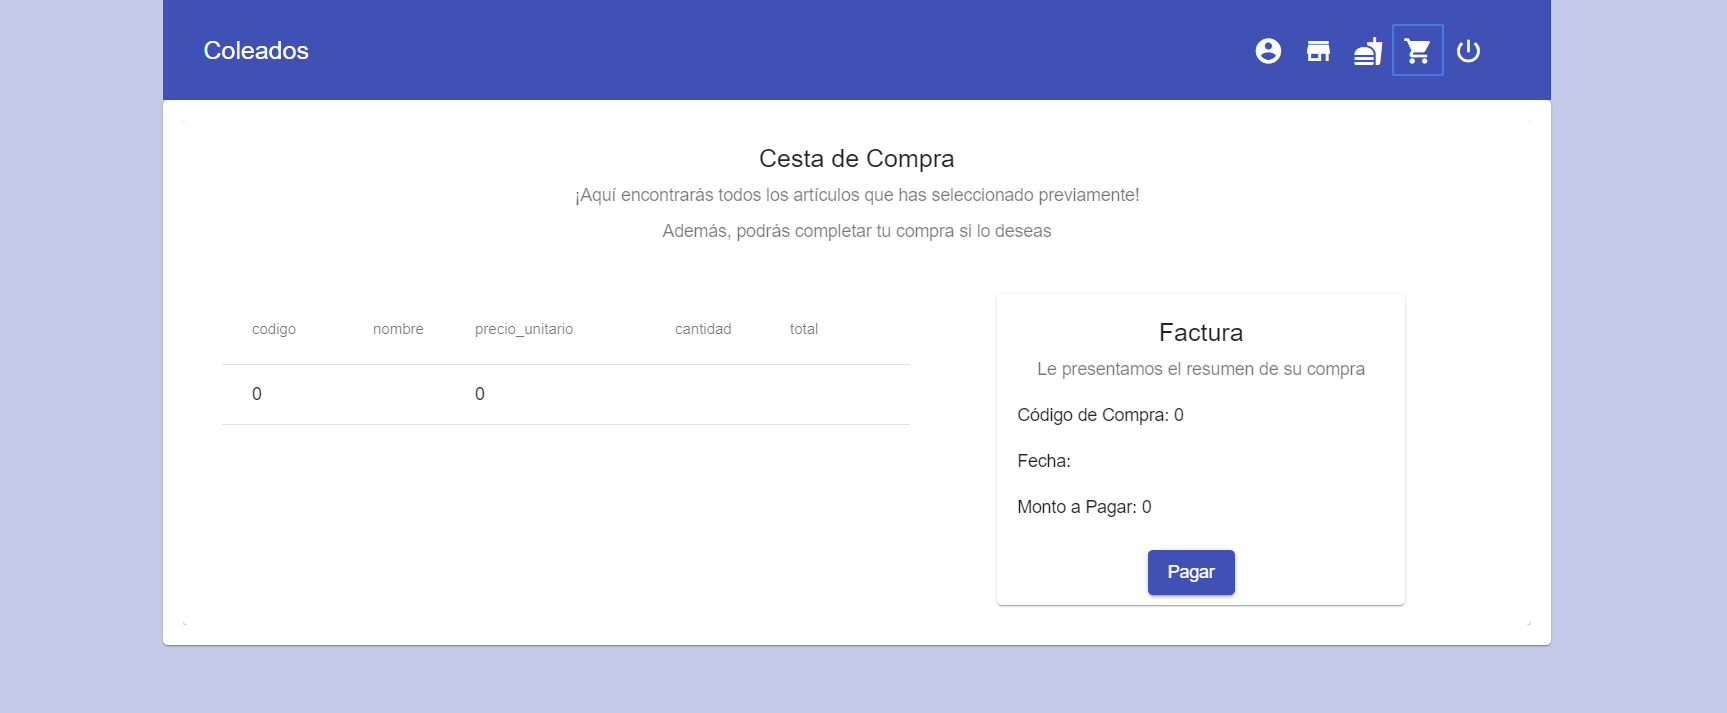 Coleados
Cesta de Compra
¡Aquí encontrarás todos los artículos que has seleccionado previamente!
Además, podrás completar tu compra si lo deseas
codigo nombre precio_unitario cantidad total
0 0
Factura
Le presentamos el resumen de su compra
Código de Compra: 0
Fecha:
Monto a Pagar: 0
Pagar